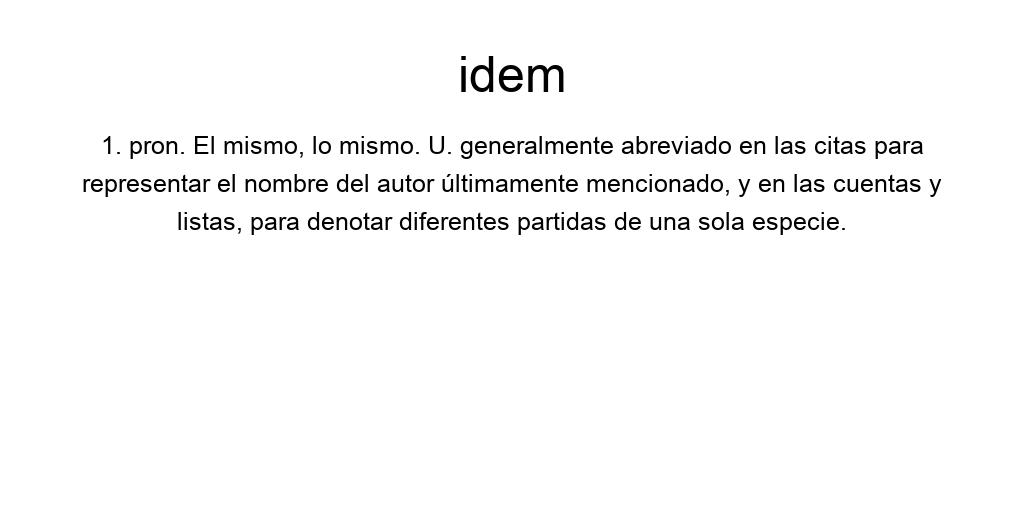 idem
1. pron. El mismo, lo mismo. U. generalmente abreviado en las citas para
representar el nombre del autor últimamente mencionado, y en las cuentas y
listas, para denotar diferentes partidas de una sola especie.